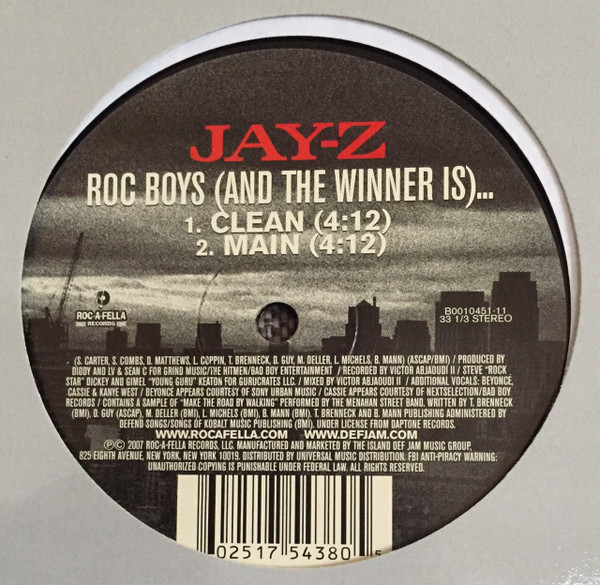 JAY-Z
ROC BOYS (AND THE WINNER IS)...
1. CLEAN (4:12)
2. MAIN (4:12)
ROC-A-FELLA
RECORDS
B0010451-11
33 1/3 STEREO
(S. CARTER, S. COMBS, D. MATTHEWS, L. COPPIN, T. BRENNECK, D. GUY, M. DELLER, L. MICHELS, B. MANN) (ASCAP/BMI) / PRODUCED BY
DIDDY AND LV & SEAN C FOR GRIND MUSIC/THE HITMEN/BAD BOY ENTERTAINMENT / RECORDED BY VICTOR ABJAOUDI II / STEVE "ROCK
STAR" DICKEY AND GIMEL "YOUNG GURU" KEATON FOR GURUCRATES LLC. / MIXED BY VICTOR ABJAOUDI II / ADDITIONAL VOCALS: BEYONCE,
CASSIE & KANYE WEST / BEYONCE APPEARS COURTESY OF SONY URBAN MUSIC / CASSIE APPEARS COURTESY OF NEXTSELECTION/BAD BOY
RECORDS / CONTAINS A SAMPLE OF "MAKE THE ROAD BY WALKING" PERFORMED BY THE MENAHAN STREET BAND. WRITTEN BY T. BRENNECK
(BMI), D. GUY (ASCAP), M. DELLER (BMI), L. MICHELS (BMI), B. MANN (BMI). T. BRENNECK AND B. MANN PUBLISHING ADMINISTERED BY
DEFEND SONGS/SONGS OF KOBALT MUSIC PUBLISHING (BMI). UNDER LICENSE FROM DAPTONE RECORDS.
WWW.ROCAFELLA.COM WWW.DEFJAM.COM
℗© 2007 ROC-A-FELLA RECORDS, LLC. MANUFACTURED AND MARKETED BY THE ISLAND DEF JAM MUSIC GROUP,
825 EIGHTH AVENUE, NEW YORK, NEW YORK 10019. DISTRIBUTED BY UNIVERSAL MUSIC DISTRIBUTION. FBI ANTI-PIRACY WARNING:
UNAUTHORIZED COPYING IS PUNISHABLE UNDER FEDERAL LAW. ALL RIGHTS RESERVED.
02517 54380 5